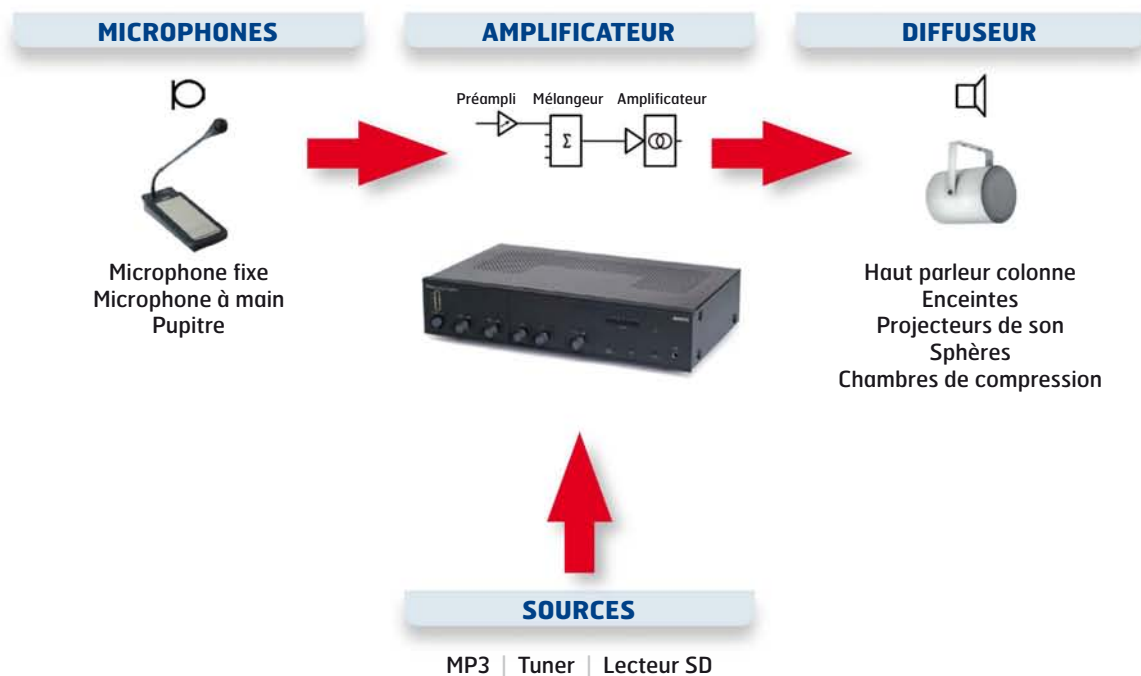 MICROPHONES
AMPLIFICATEUR
DIFFUSEUR
Préampli Mélangeur Amplificateur
Σ
Microphone fixe
Microphone à main
Pupitre
Haut parleur colonne
Enceintes
Projecteurs de son
Sphères
Chambres de compression
SOURCES
MP3 | Tuner | Lecteur SD